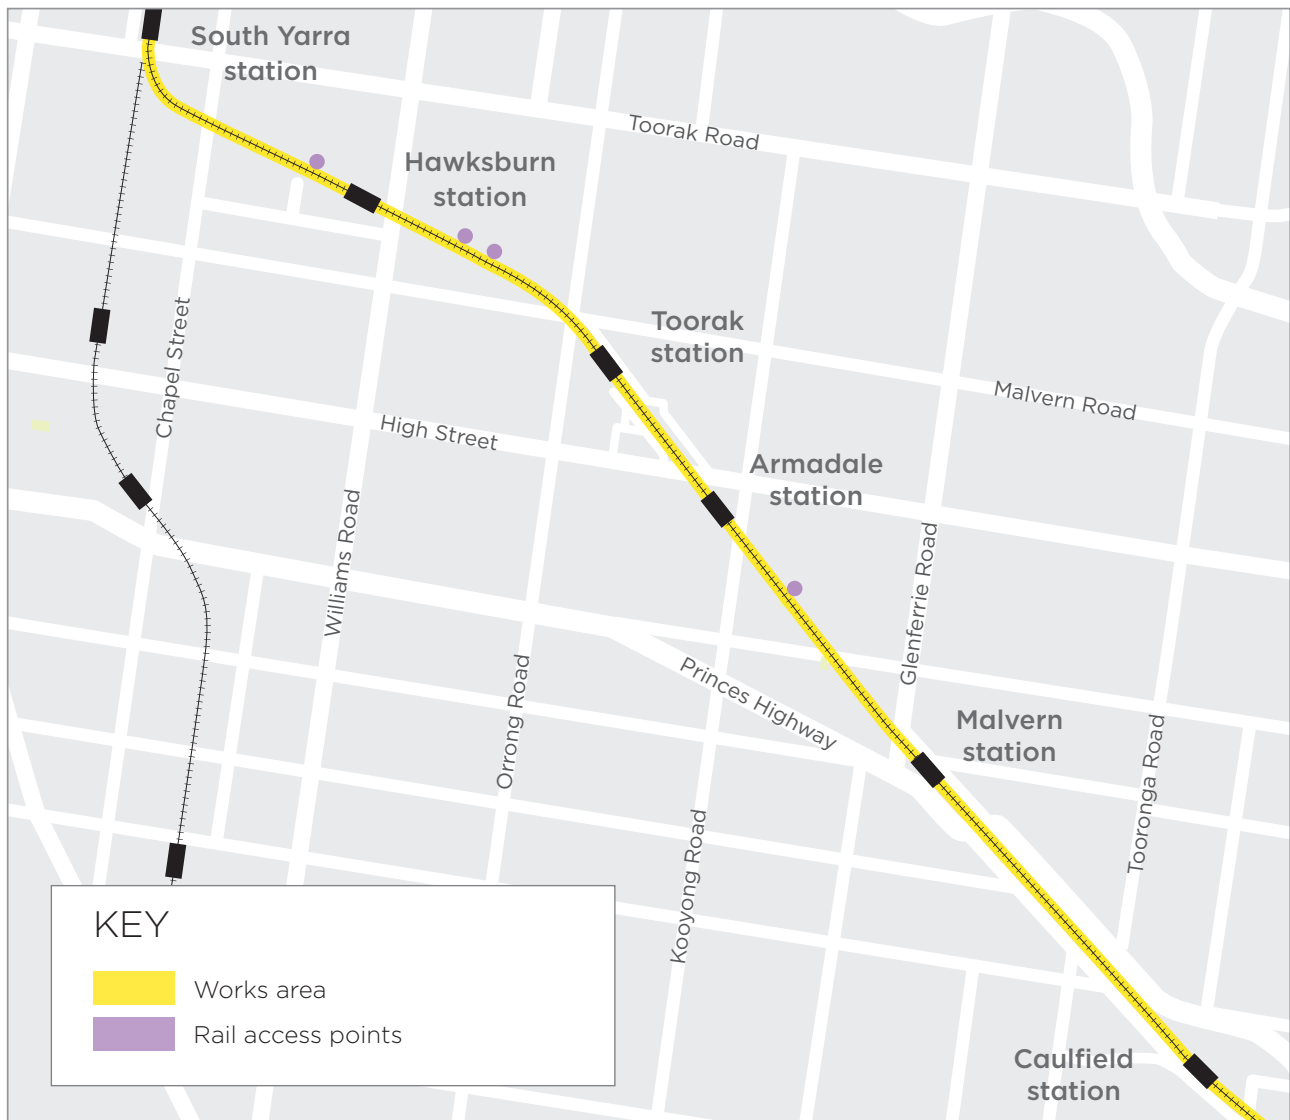 South Yarra
station
Toorak Road
Hawksburn
station
Toorak
station
Chapel Street
Malvern Road
High Street
Armadale
station
Williams Road
Glenferrie Road
Orrong Road
Princes Highway
Malvern
station
Tooronga Road
Kooyong Road
KEY
Works area
Rail access points
Caulfield
station